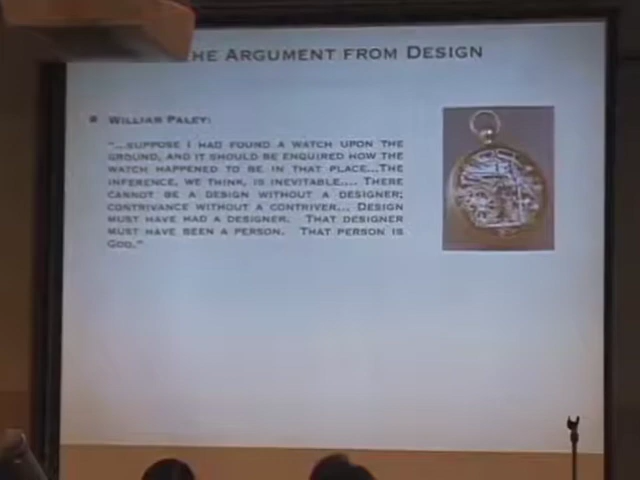 HE ARGUMENT FROM DESIGN
WILLIAM PALEY:
"...SUPPOSE I HAD FOUND A WATCH UPON THE
GROUND, AND IT SHOULD BE ENQUIRED HOW THE
WATCH HAPPENED TO BE IN THAT PLACE...THE
INFERENCE, WE THINK, IS INEVITABLE.... THERE
CANNOT BE A DESIGN WITHOUT A DESIGNER;
CONTRIVANCE WITHOUT A CONTRIVER... DESIGN
MUST HAVE HAD A DESIGNER. THAT DESIGNER
MUST HAVE BEEN A PERSON. THAT PERSON IS
GOD."